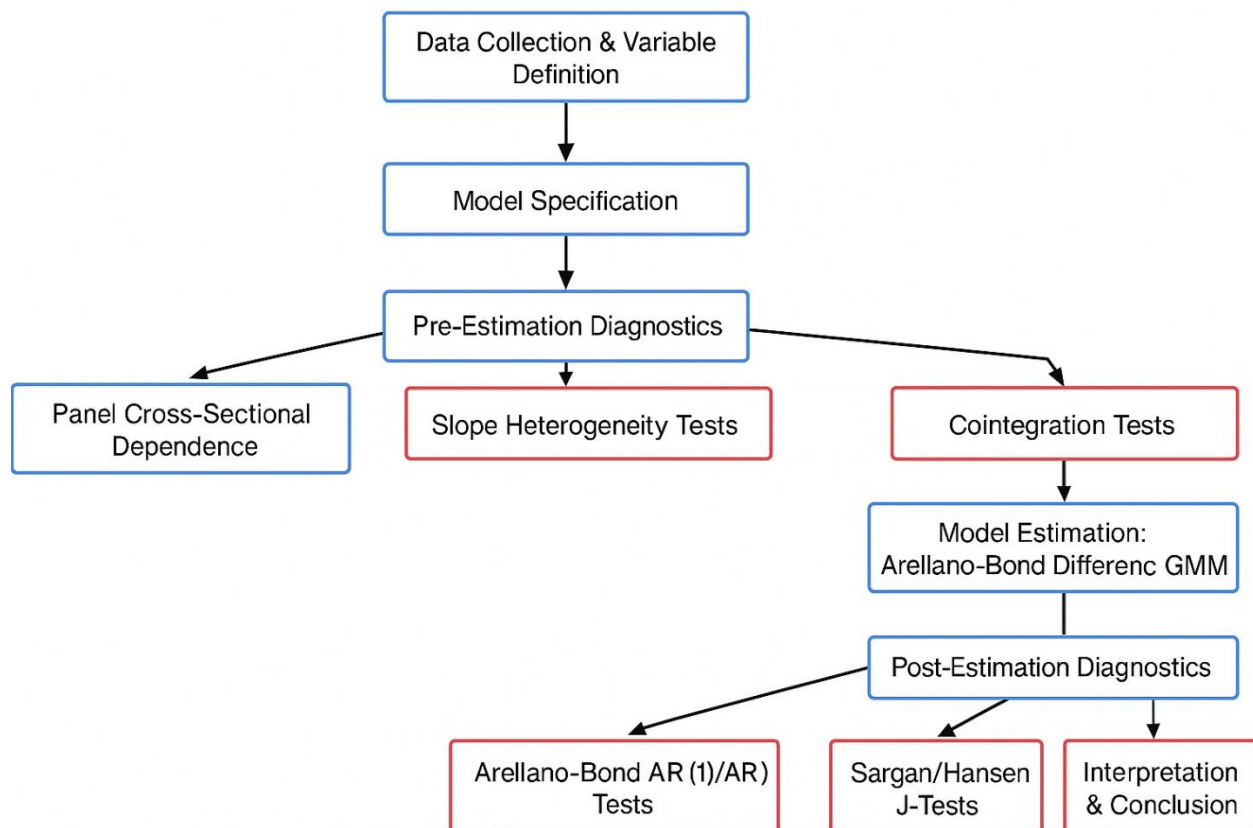 Data Collection & Variable
Definition
Model Specification
Pre-Estimation Diagnostics
Panel Cross-Sectional
Dependence
Slope Heterogeneity Tests
Cointegration Tests
Model Estimation:
Arellano-Bond Differenc GMM
Post-Estimation Diagnostics
Arellano-Bond AR (1)/AR)
Tests
Sargan/Hansen
J-Tests
Interpretation
& Conclusion